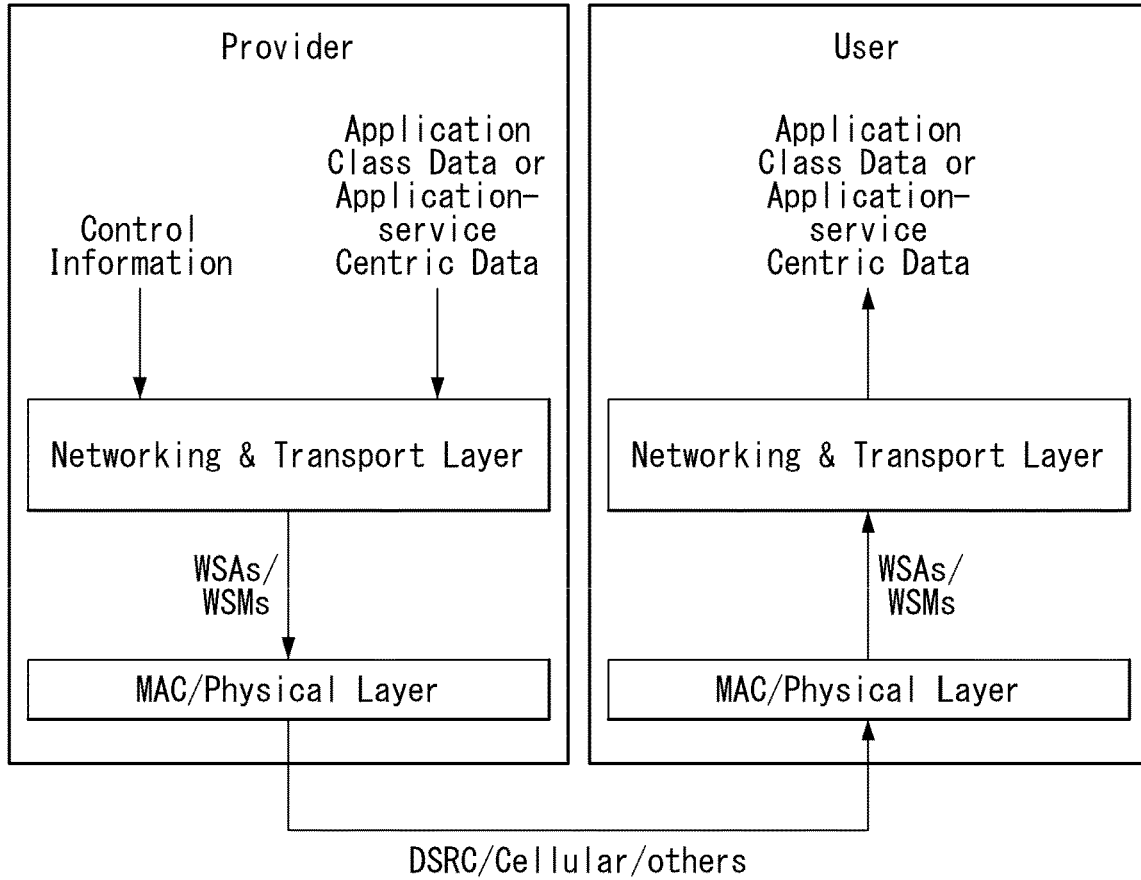 Provider
Control
Information
Application
Class Data or
Application-
service
Centric Data
Networking & Transport Layer
WSAs/
WSMs
MAC/Physical Layer
User
Application
Class Data or
Application-
service
Centric Data
Networking & Transport Layer
WSAs/
WSMs
MAC/Physical Layer
DSRC/Cellular/others